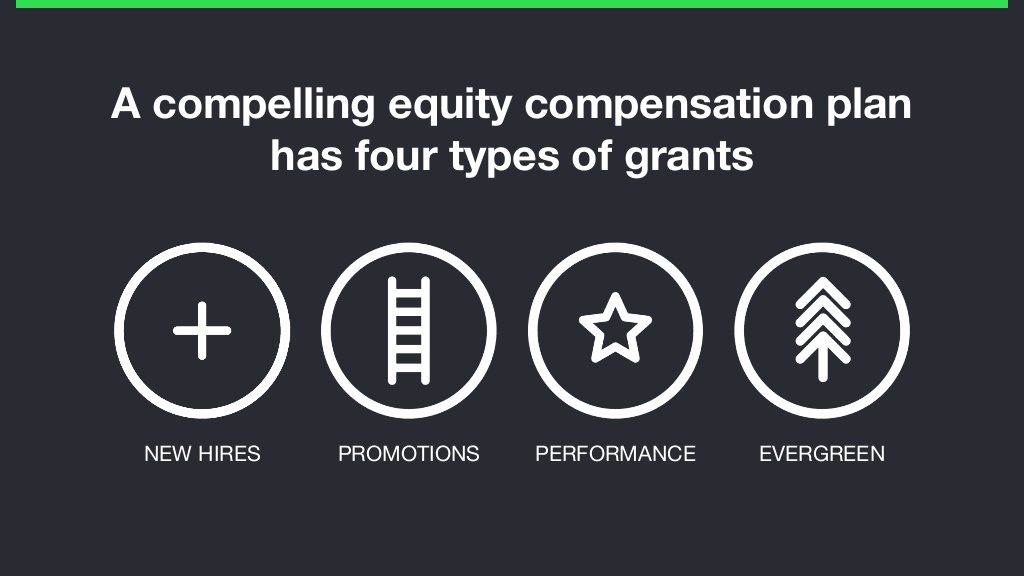 A compelling equity compensation plan
has four types of grants
NEW HIRES
PROMOTIONS
PERFORMANCE
EVERGREEN